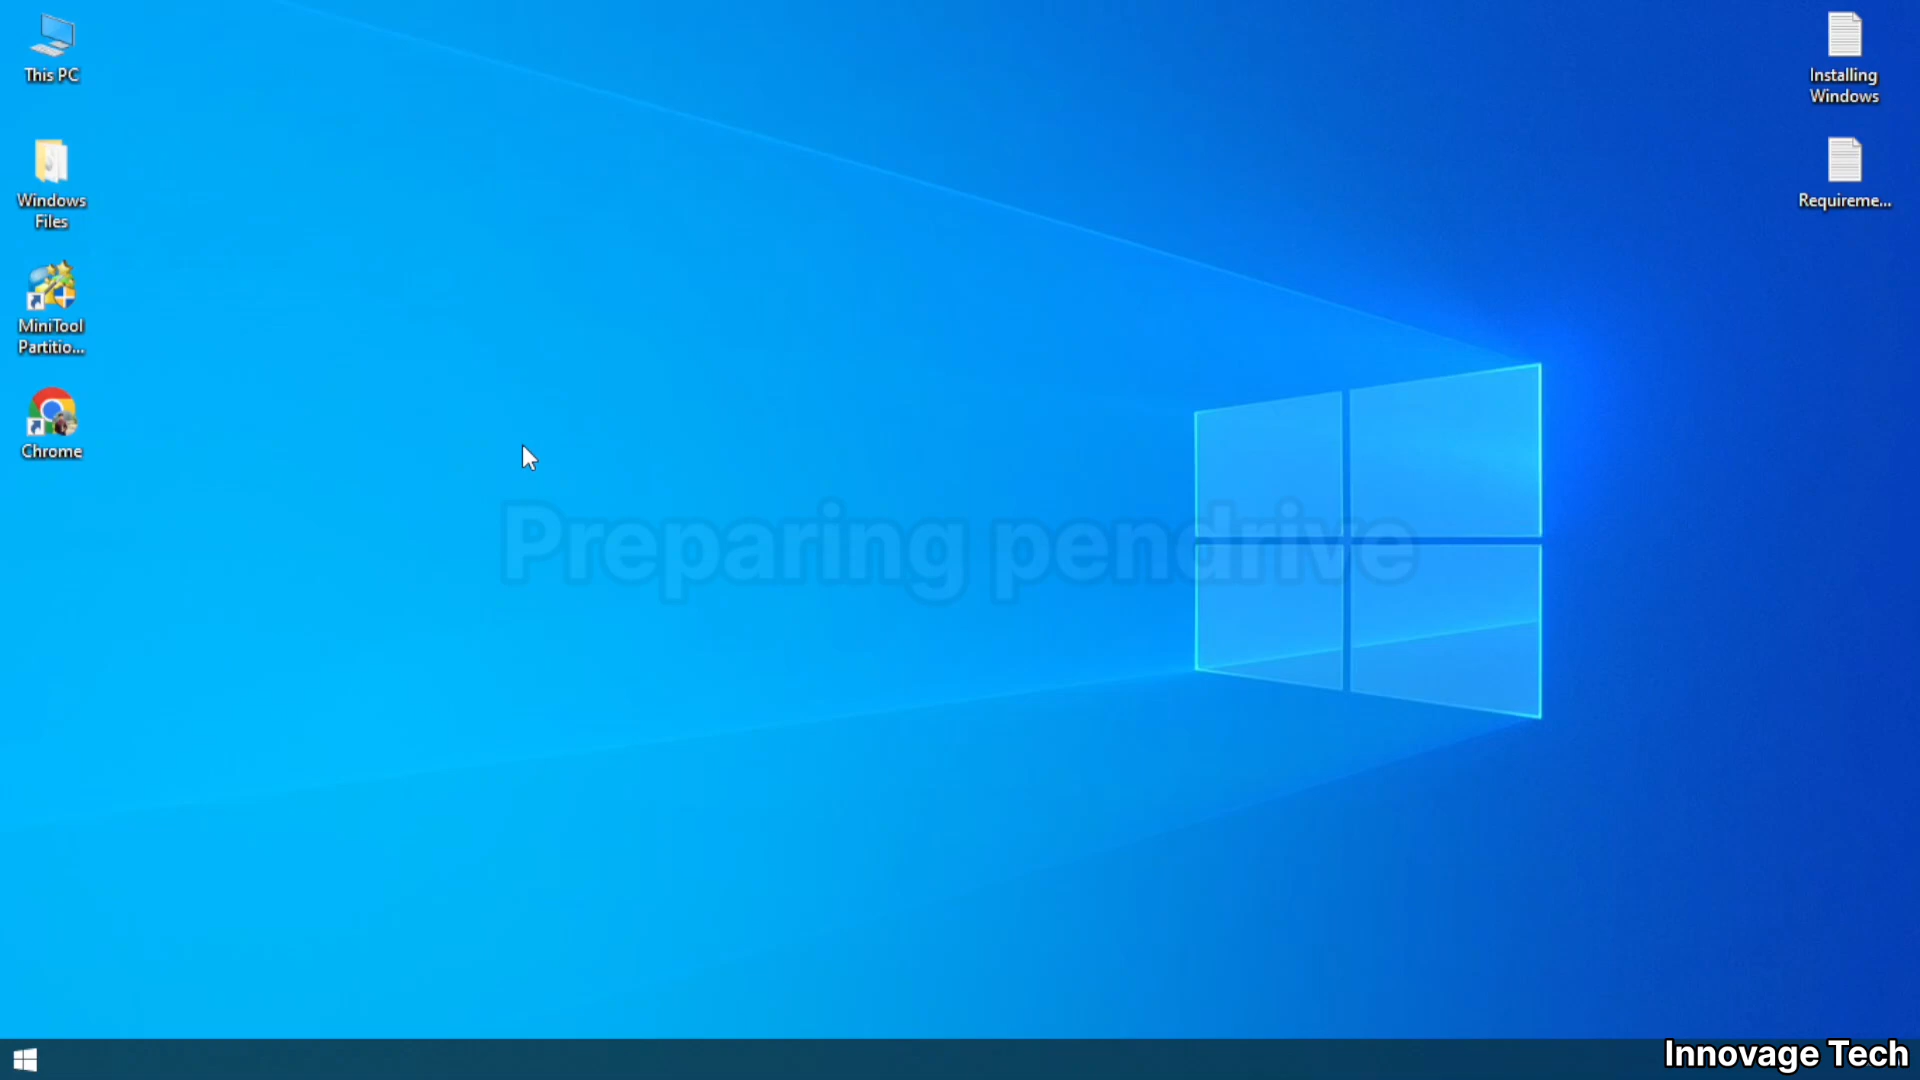 This PC
Windows
Files
MiniTool
Partitio...
Chrome
Installing
Windows
Requireme...
Preparing pendrive
Innovage Tech